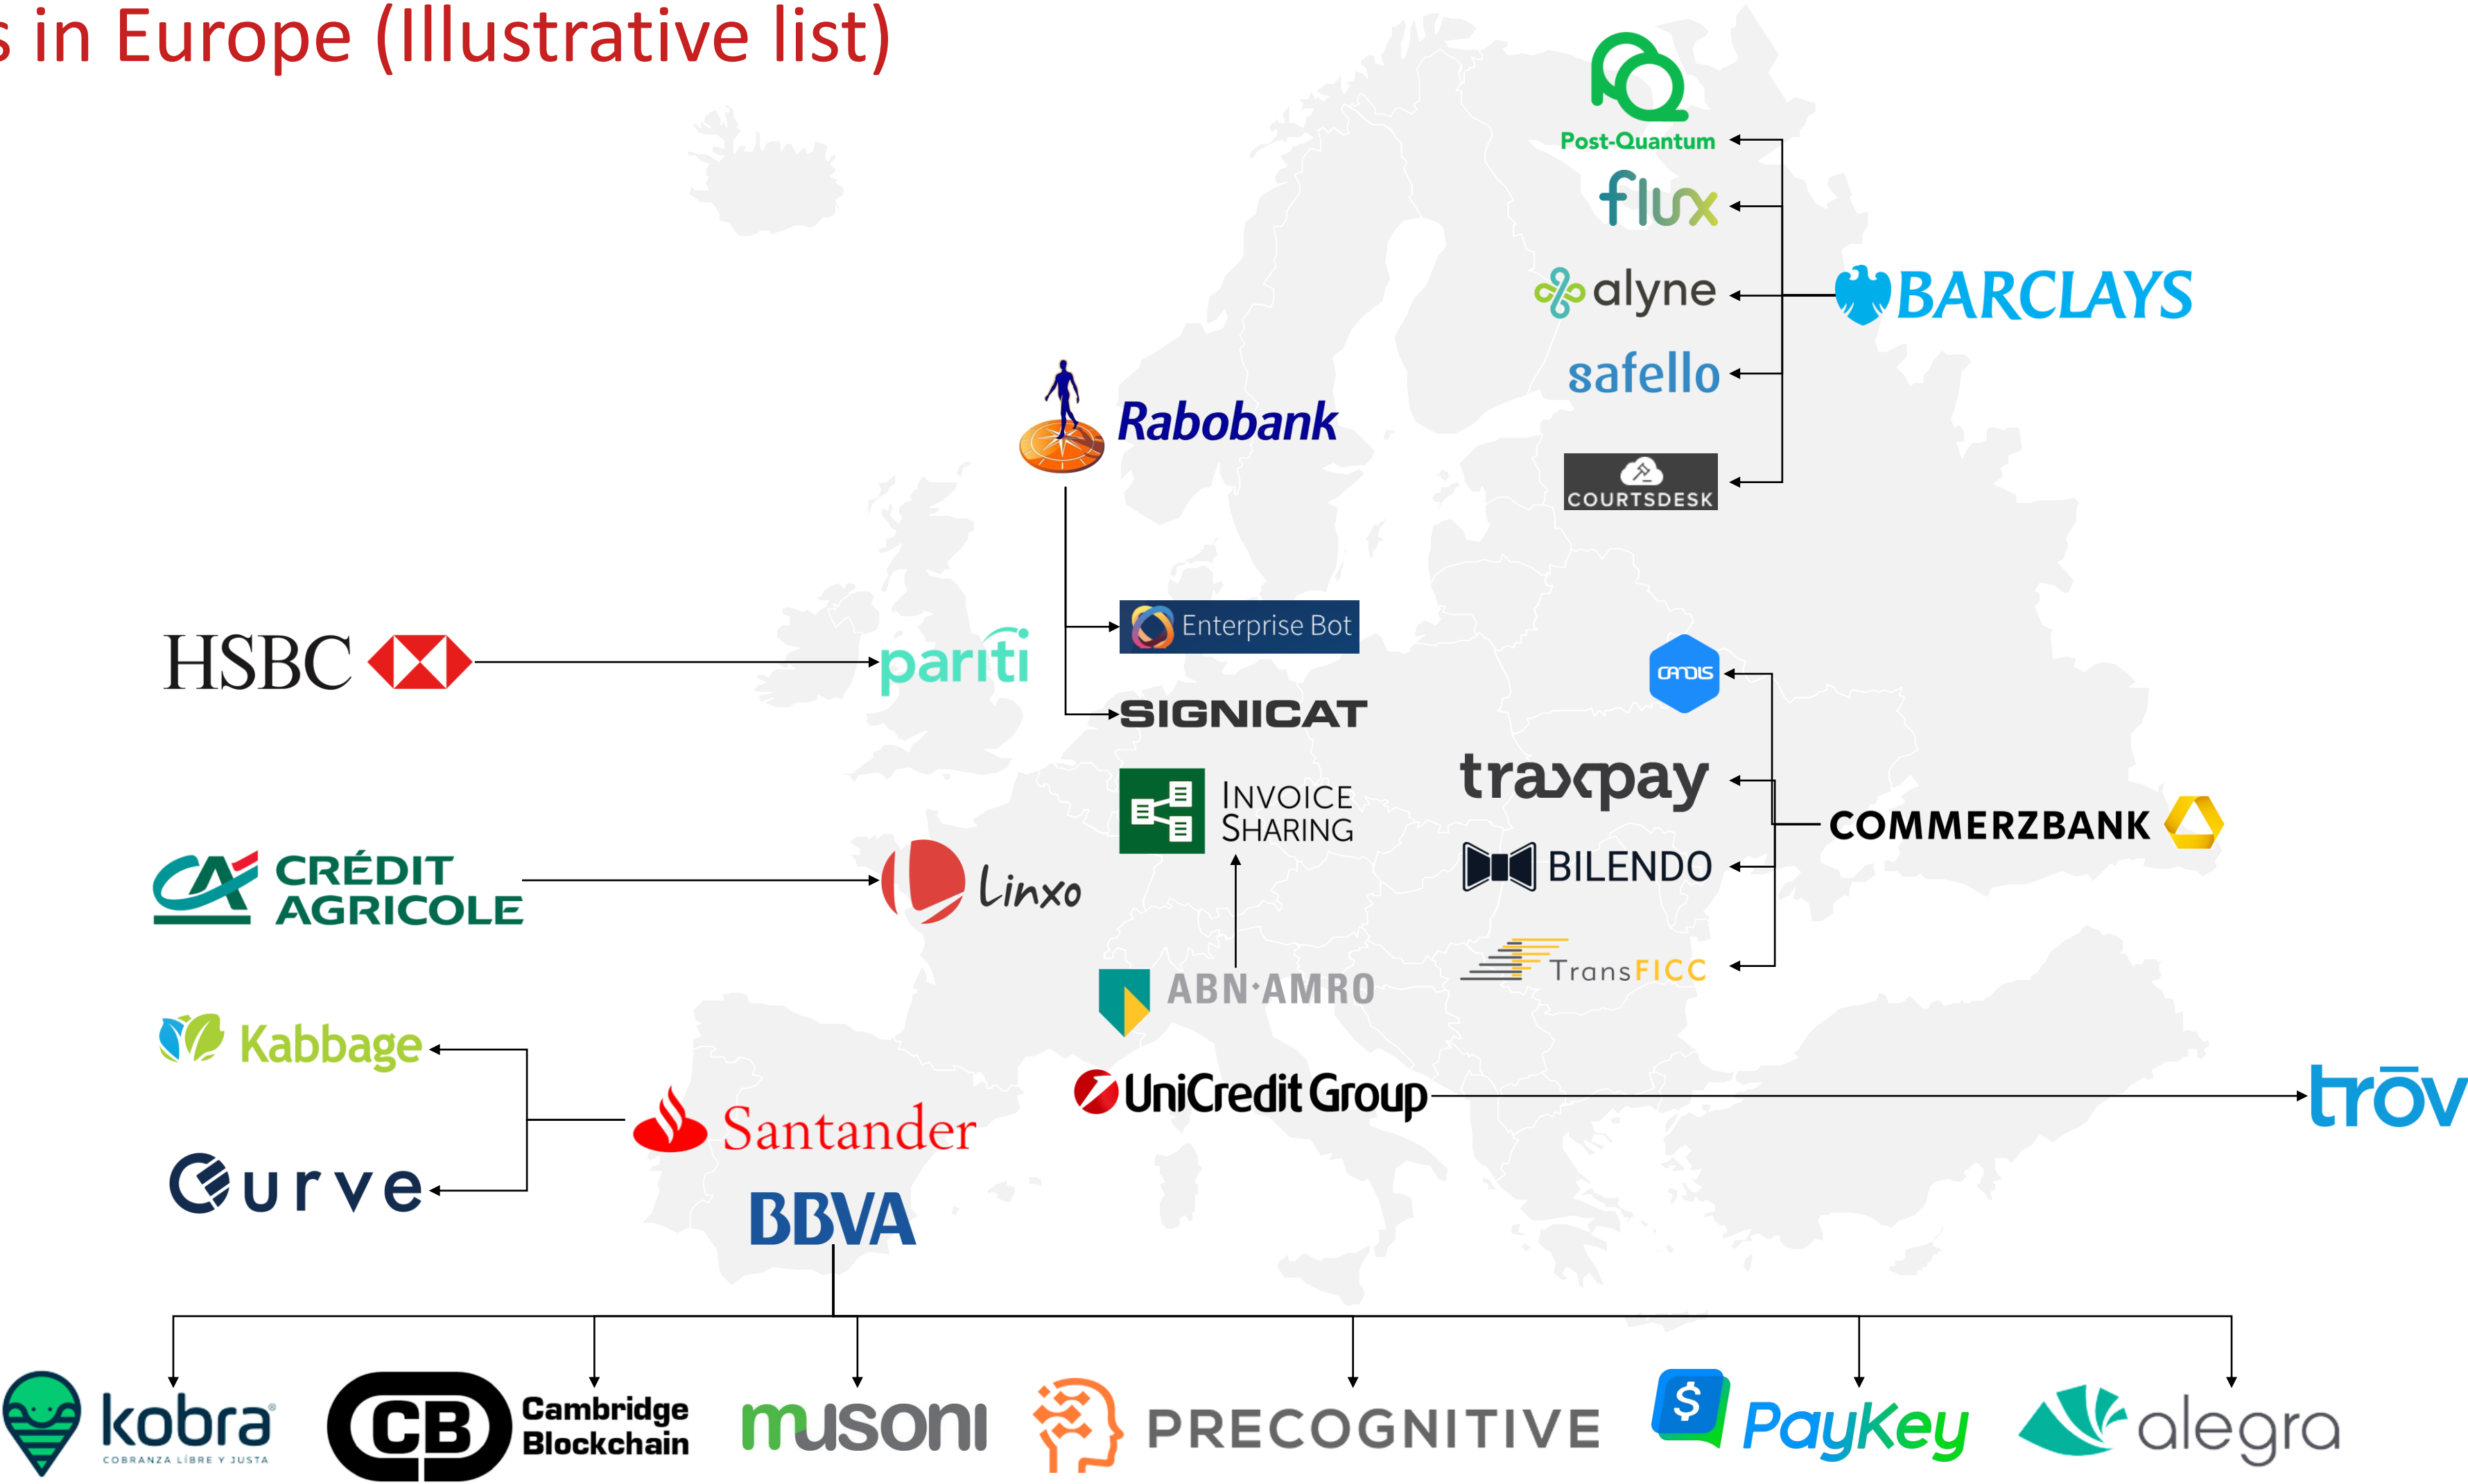 s in Europe (Illustrative list)
Post-Quantum
flux
alyne
BARCLAYS
safello
Rabobank
COURTSDESK
Enterprise Bot
HSBC
pariti
CANDIS
SIGNICAT
traxpay
INVOICE
SHARING
COMMERZBANK
CRÉDIT
AGRICOLE
Linxo
BILENDO
TransFICC
ABN·AMRO
Kabbage
UniCredit Group
trōv
Santander
Curve
BBVA
kobra®
COBRANZA LIBRE Y JUSTA
CB
Cambridge
Blockchain
musoni
PRECOGNITIVE
$
PayKey
alegra